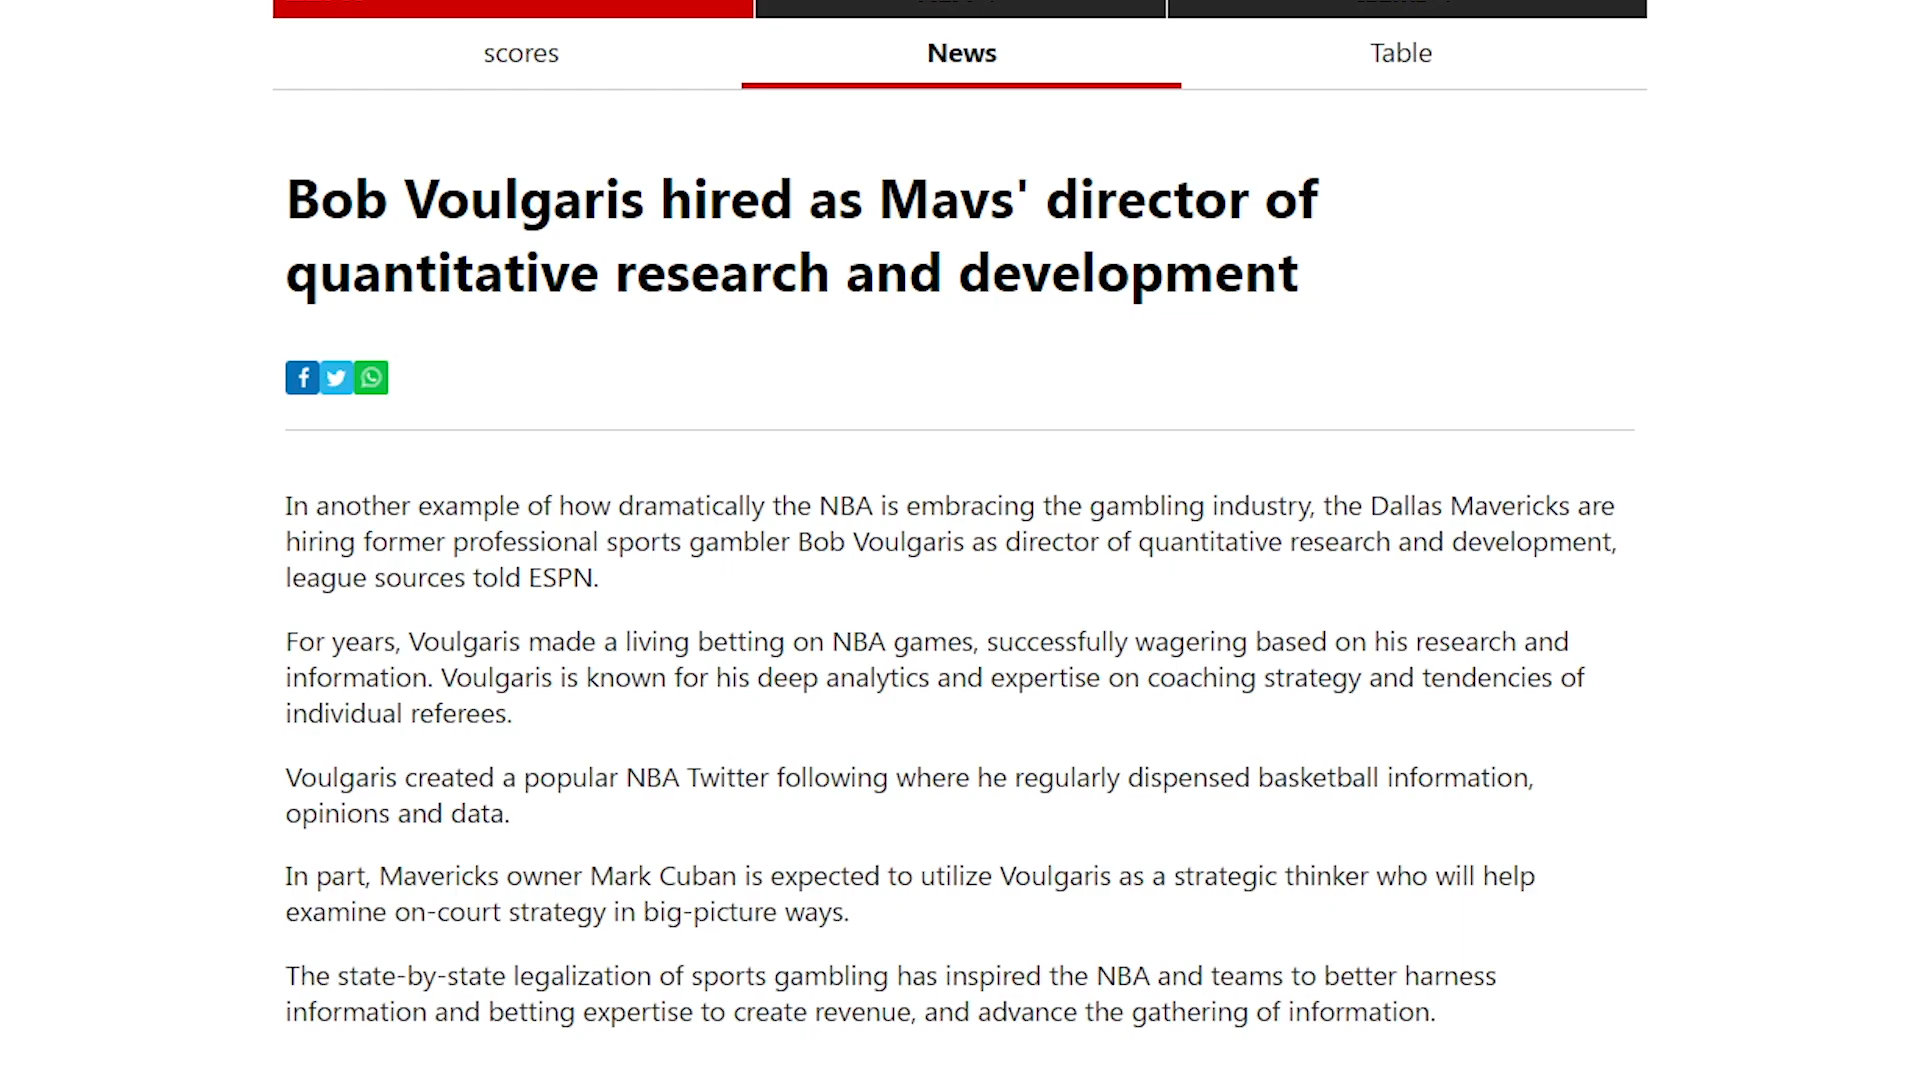 scores
News
Table
Bob Voulgaris hired as Mavs' director of
quantitative research and development
In another example of how dramatically the NBA is embracing the gambling industry, the Dallas Mavericks are
hiring former professional sports gambler Bob Voulgaris as director of quantitative research and development,
league sources told ESPN.
For years, Voulgaris made a living betting on NBA games, successfully wagering based on his research and
information. Voulgaris is known for his deep analytics and expertise on coaching strategy and tendencies of
individual referees.
Voulgaris created a popular NBA Twitter following where he regularly dispensed basketball information,
opinions and data.
In part, Mavericks owner Mark Cuban is expected to utilize Voulgaris as a strategic thinker who will help
examine on-court strategy in big-picture ways.
The state-by-state legalization of sports gambling has inspired the NBA and teams to better harness
information and betting expertise to create revenue, and advance the gathering of information.